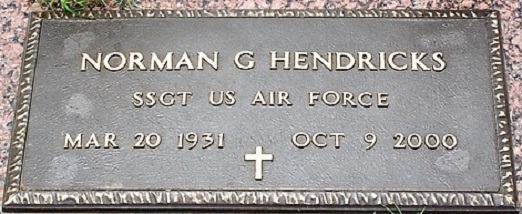 NORMAN G HENDRICKS
SSGT US AIR FORCE
MAR 20 1931 OCT 9 2000